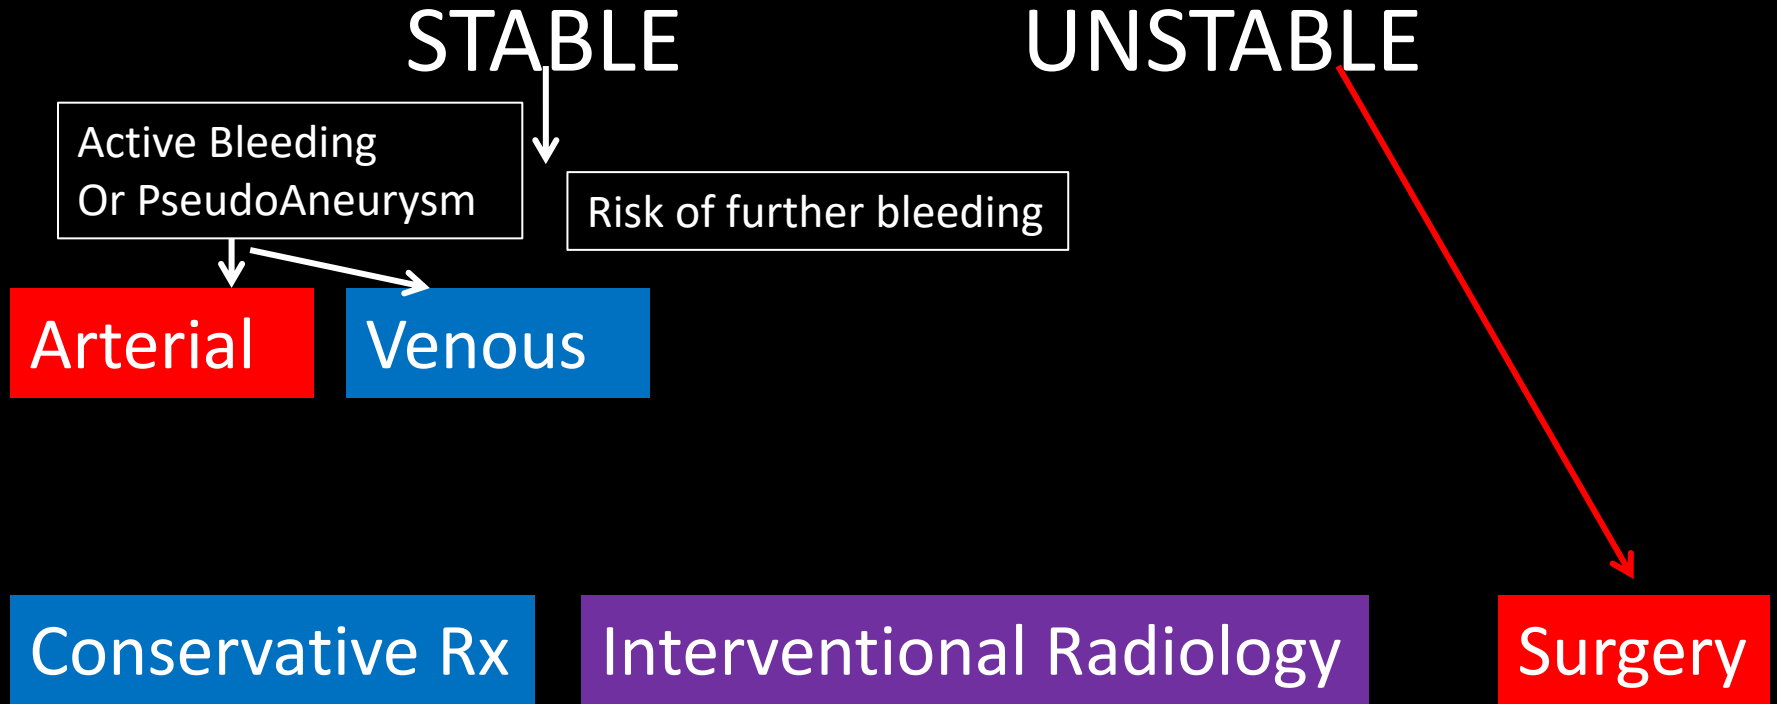 STABLE
UNSTABLE
Active Bleeding
Or PseudoAneurysm
Risk of further bleeding
Arterial
Venous
Conservative Rx
Interventional Radiology
Surgery